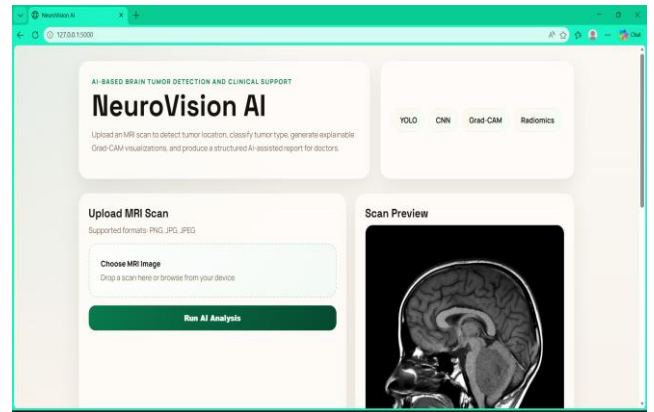 NeuroVision AI
127.0.0.1:5000
Chat
AI-BASED BRAIN TUMOR DETECTION AND CLINICAL SUPPORT
NeuroVision AI
Upload an MRI scan to detect tumor location, classify tumor type, generate explainable
Grad-CAM visualizations, and produce a structured AI-assisted report for doctors.
YOLO CNN Grad-CAM Radiomics
Upload MRI Scan
Supported formats: PNG, JPG, JPEG
Choose MRI Image
Drop a scan here or browse from your device
Run AI Analysis
Scan Preview